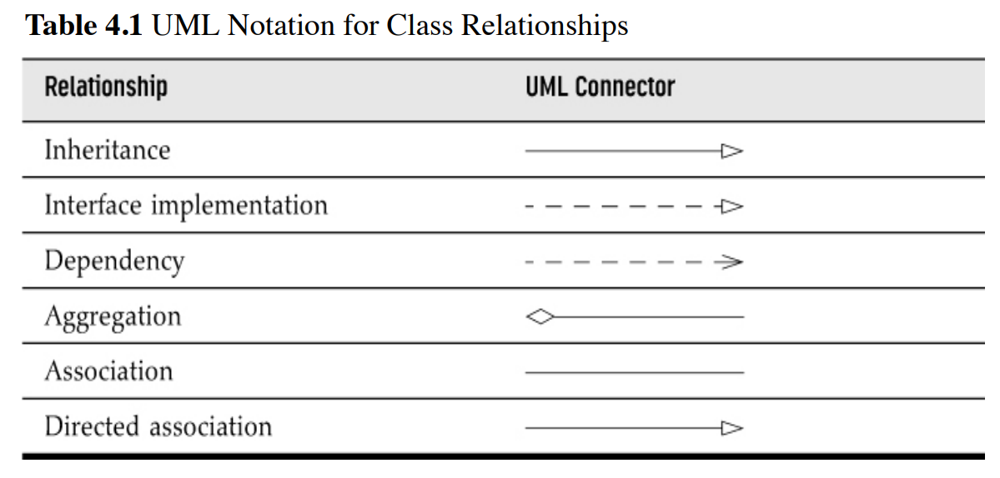 Table 4.1 UML Notation for Class Relationships
Relationship UML Connector
Inheritance
Interface implementation
Dependency
Aggregation
Association
Directed association